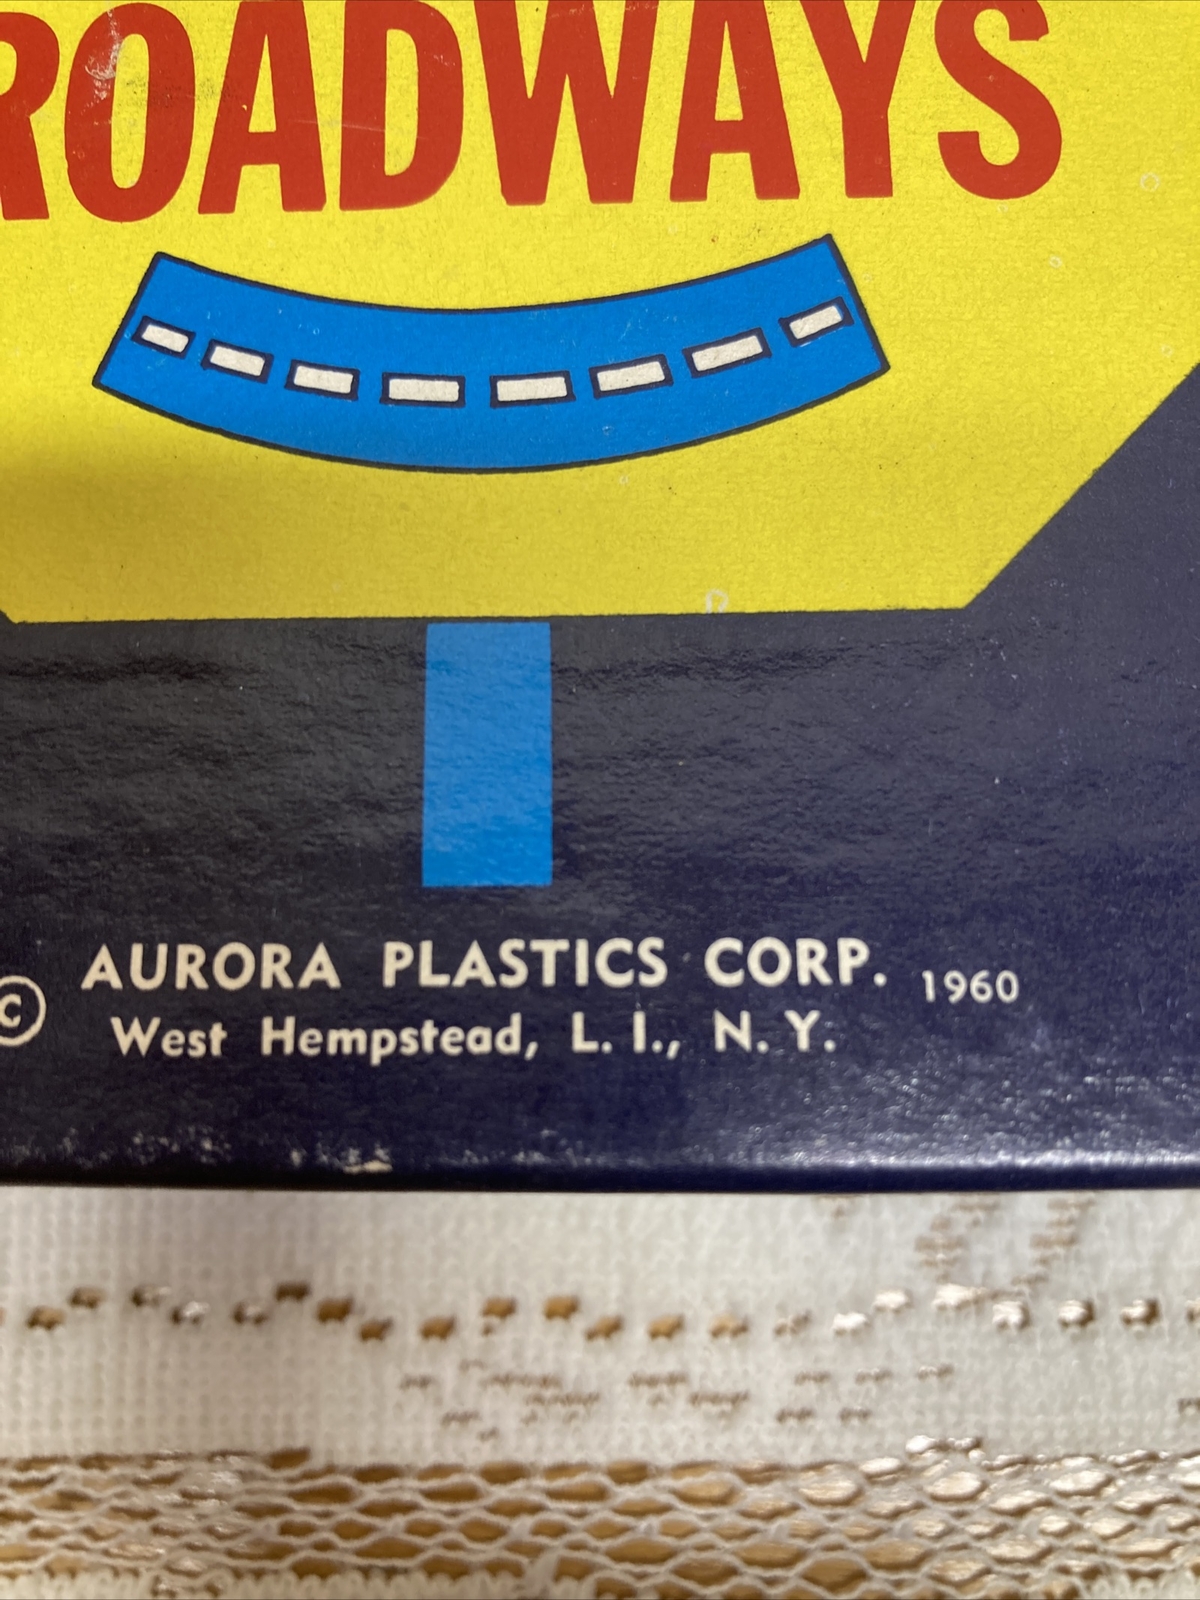 ROADWAYS
© AURORA PLASTICS CORP. 1960
West Hempstead, L. I., N. Y.